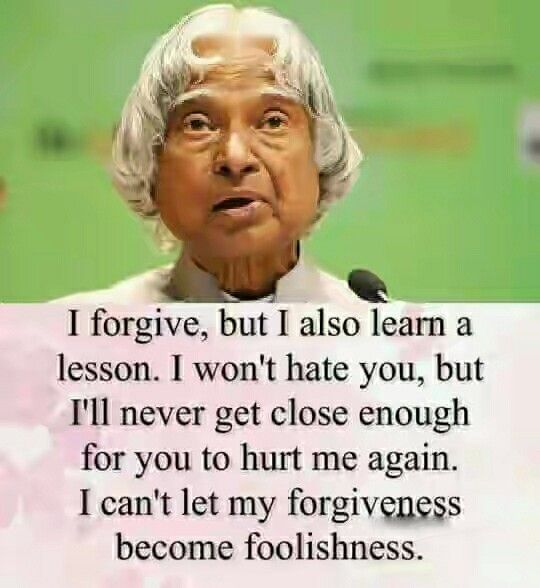 I forgive, but I also learn a
lesson. I won't hate you, but
I'll never get close enough
for you to hurt me again.
I can't let my forgiveness
become foolishness.